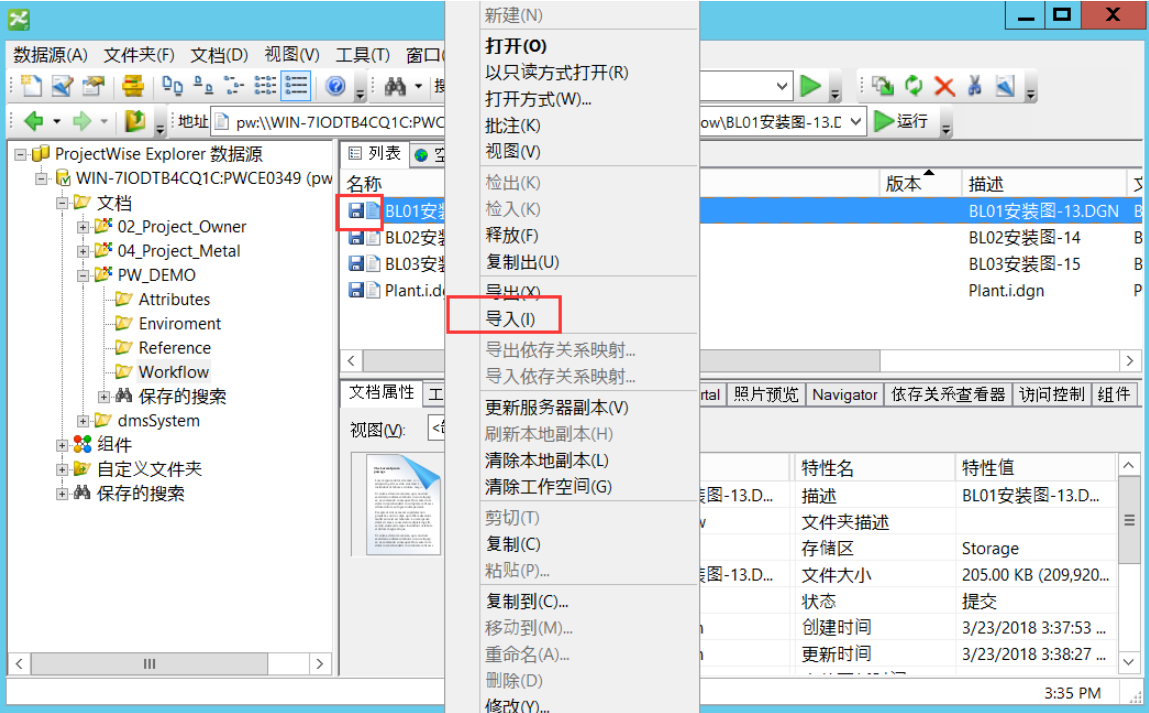 数据源(A) 文件夹(F) 文档(D) 视图(V) 工具(T) 窗口(
地址 pw:\\WIN-7IODTB4CQ1C:PWC
ow\BL01安装图-13.D 运行
ProjectWise Explorer 数据源
WIN-7IODTB4CQ1C:PWCE0349 (pw
文档
02_Project_Owner
04_Project_Metal
PW_DEMO
Attributes
Enviroment
Reference
Workflow
保存的搜索
dmsSystem
组件
自定义文件夹
保存的搜索
列表
名称 版本 描述
BL01安 BL01安装图-13.DGN B
BL02安装 BL02安装图-14 B
BL03安装 BL03安装图-15 B
Plant.i.d Plant.i.dgn P
新建(N)
打开(O)
以只读方式打开(R)
打开方式(W)...
批注(K)
视图(V)
检出(K)
检入(K)
释放(F)
复制出(U)
导出(X)
导入(I)
导出依存关系映射...
导入依存关系映射...
更新服务器副本(V)
刷新本地副本(H)
清除本地副本(L)
清除工作空间(G)
剪切(T)
复制(C)
粘贴(P)...
复制到(C)...
移动到(M)...
重命名(A)...
删除(D)
修改(Y)...
文档属性 工 rtal 照片预览 Navigator 依存关系查看器 访问控制 组件
视图(V):
特性名 特性值
图-13.D... 描述 BL01安装图-13.D...
w 文件夹描述
存储区 Storage
图-13.D... 文件大小 205.00 KB (209,920...
状态 提交
创建时间 3/23/2018 3:37:53 ...
更新时间 3/23/2018 3:38:27 ...
3:35 PM